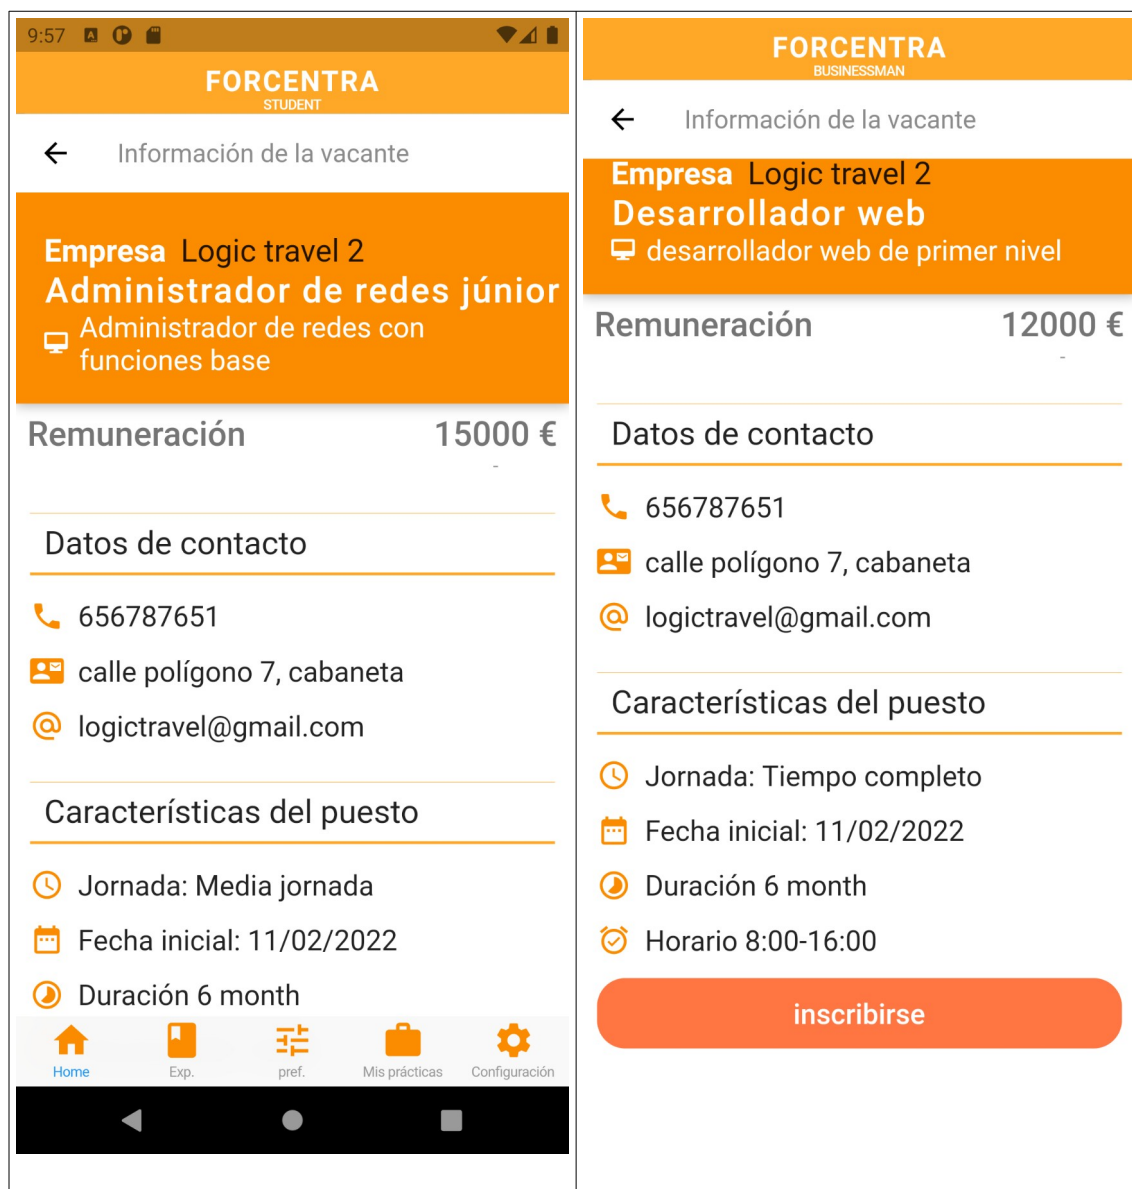 9:57
FORCENTRA
STUDENT
Información de la vacante
Empresa Logic travel 2
Administrador de redes júnior
Administrador de redes con
funciones base
Remuneración 15000 €
-
Datos de contacto
656787651
calle polígono 7, cabaneta
logictravel@gmail.com
Características del puesto
Jornada: Media jornada
Fecha inicial: 11/02/2022
Duración 6 month
Home Exp. pref. Mis prácticas Configuración
FORCENTRA
BUSINESSMAN
Información de la vacante
Empresa Logic travel 2
Desarrollador web
desarrollador web de primer nivel
Remuneración 12000 €
-
Datos de contacto
656787651
calle polígono 7, cabaneta
logictravel@gmail.com
Características del puesto
Jornada: Tiempo completo
Fecha inicial: 11/02/2022
Duración 6 month
Horario 8:00-16:00
inscribirse